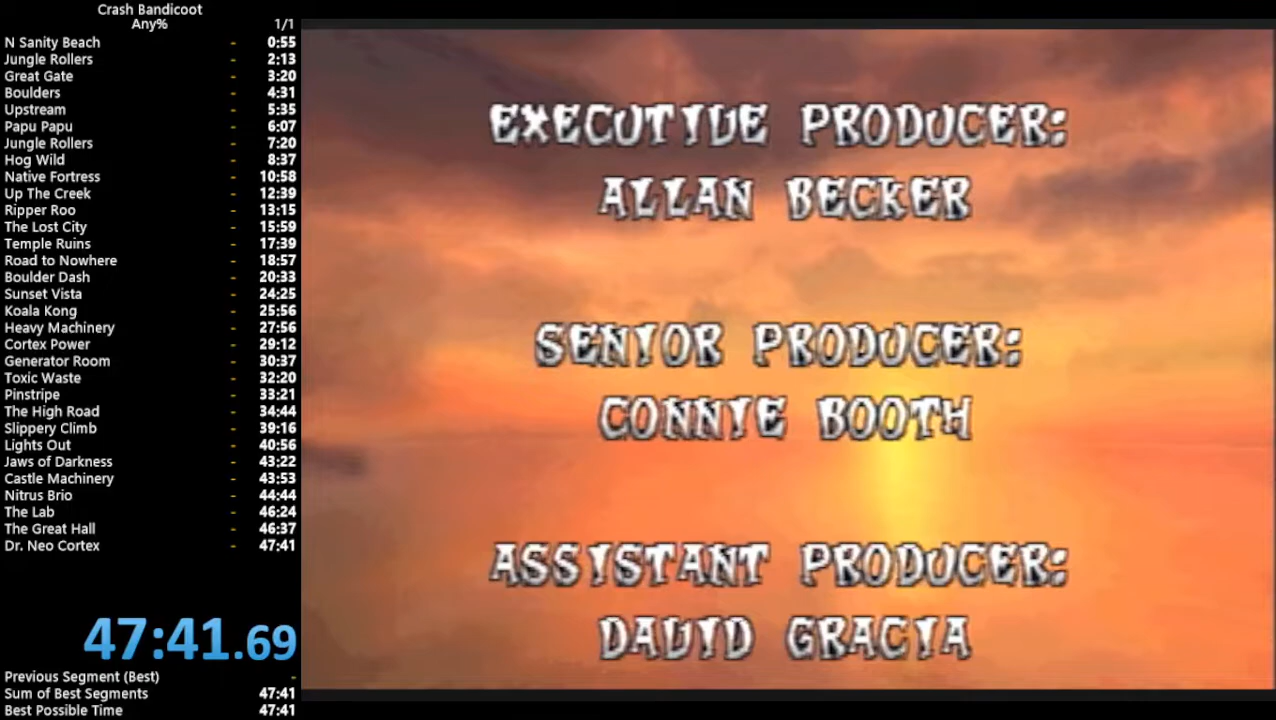 Crash Bandicoot
Any% 1/1
N Sanity Beach - 0:55
Jungle Rollers - 2:13
Great Gate - 3:20
Boulders - 4:31
Upstream - 5:35
Papu Papu - 6:07
Jungle Rollers - 7:20
Hog Wild - 8:37
Native Fortress - 10:58
Up The Creek - 12:39
Ripper Roo - 13:15
The Lost City - 15:59
Temple Ruins - 17:39
Road to Nowhere - 18:57
Boulder Dash - 20:33
Sunset Vista - 24:25
Koala Kong - 25:56
Heavy Machinery - 27:56
Cortex Power - 29:12
Generator Room - 30:37
Toxic Waste - 32:20
Pinstripe - 33:21
The High Road - 34:44
Slippery Climb - 39:16
Lights Out - 40:56
Jaws of Darkness - 43:22
Castle Machinery - 43:53
Nitrus Brio - 44:44
The Lab - 46:24
The Great Hall - 46:37
Dr. Neo Cortex - 47:41
47:41.69
Previous Segment (Best) -
Sum of Best Segments 47:41
Best Possible Time 47:41
EXECUTIVE PRODUCER:
ALLAN BECKER
SENIOR PRODUCER:
CONNIE BOOTH
ASSISTANT PRODUCER:
DAVID GRACIA